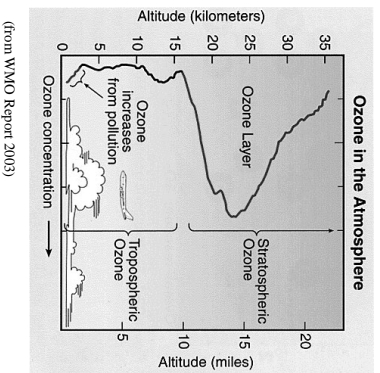 Ozone in the Atmosphere
Altitude (kilometers)
35
30
25
20
15
10
5
0
Altitude (miles)
20
15
10
5
Stratospheric
Ozone
Ozone Layer
Tropospheric
Ozone
Ozone
increases
from pollution
Ozone concentration
(from WMO Report 2003)